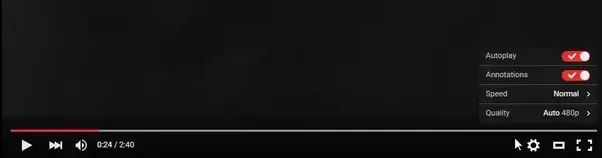 Autoplay
Annotations
Speed Normal
Quality Auto 480p
0:24 / 2:40